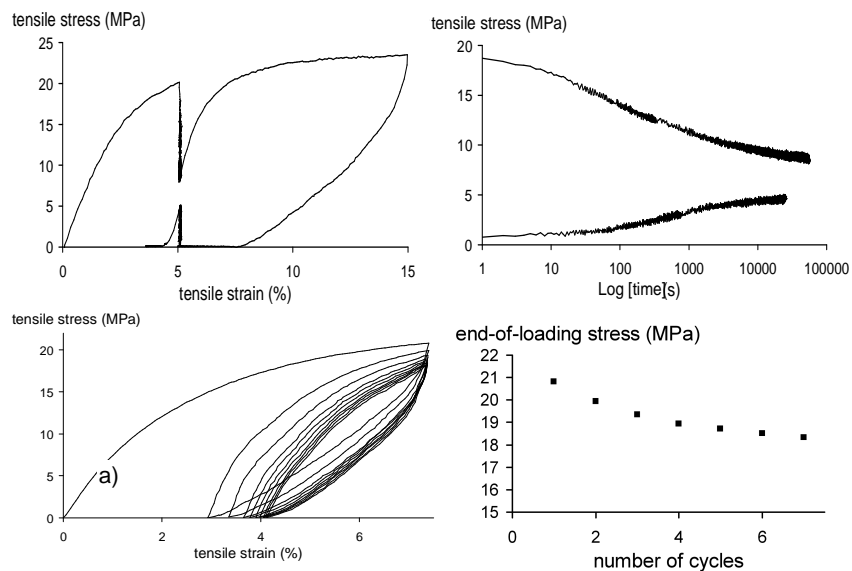 tensile stress (MPa)
25
20
15
10
5
0
0 5 10 15
tensile strain (%)
tensile stress (MPa)
20
15
10
5
0
1 10 100 1000 10000 100000
Log [time(s)
tensile stress (MPa)
20
15
10
5
0
a)
0 2 4 6
tensile strain (%)
end-of-loading stress (MPa)
22
21
20
19
18
17
16
15
0 2 4 6
number of cycles